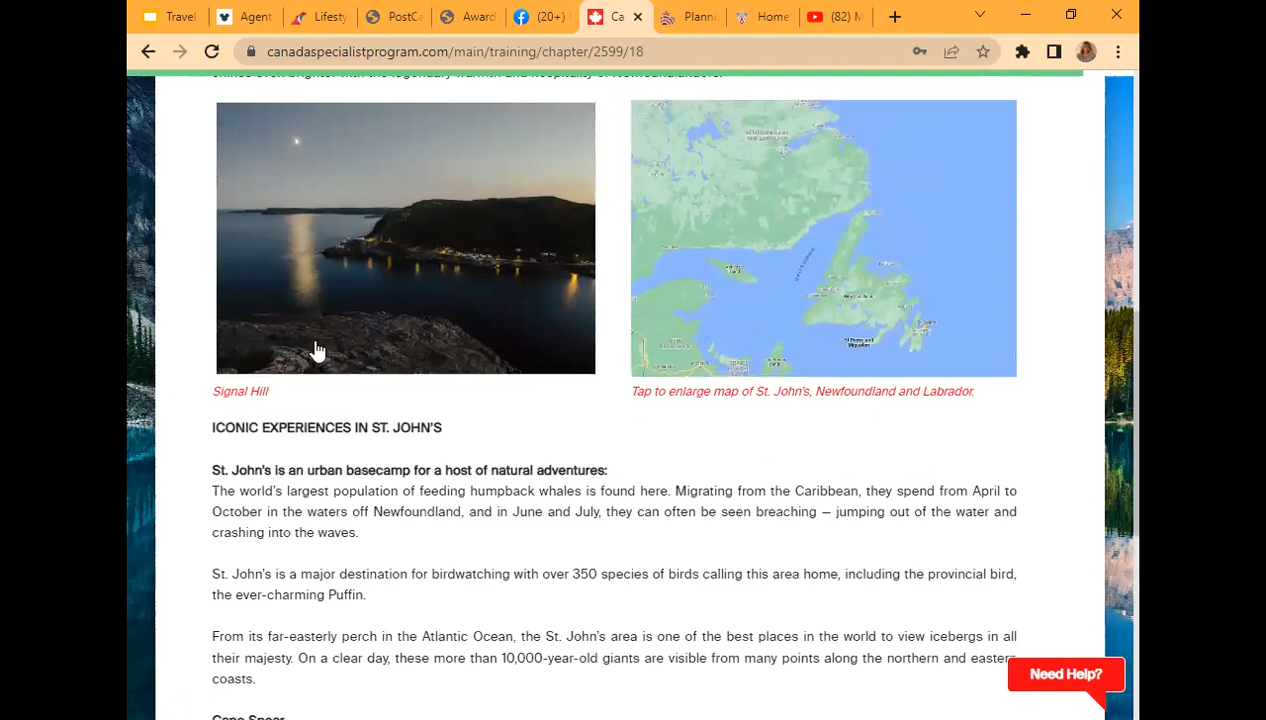 Travel
Agent
Lifesty
PostCa
Award
(20+)
Ca
Planni
Home
(82) M
canadaspecialistprogram.com/main/training/chapter/2599/18
Signal Hill
Tap to enlarge map of St. John's, Newfoundland and Labrador.
ICONIC EXPERIENCES IN ST. JOHN'S
St. John's is an urban basecamp for a host of natural adventures:
The world's largest population of feeding humpback whales is found here. Migrating from the Caribbean, they spend from April to
October in the waters off Newfoundland, and in June and July, they can often be seen breaching – jumping out of the water and
crashing into the waves.
St. John's is a major destination for birdwatching with over 350 species of birds calling this area home, including the provincial bird,
the ever-charming Puffin.
From its far-easterly perch in the Atlantic Ocean, the St. John's area is one of the best places in the world to view icebergs in all
their majesty. On a clear day, these more than 10,000-year-old giants are visible from many points along the northern and eastern
coasts.
Need Help?
Cape Spear